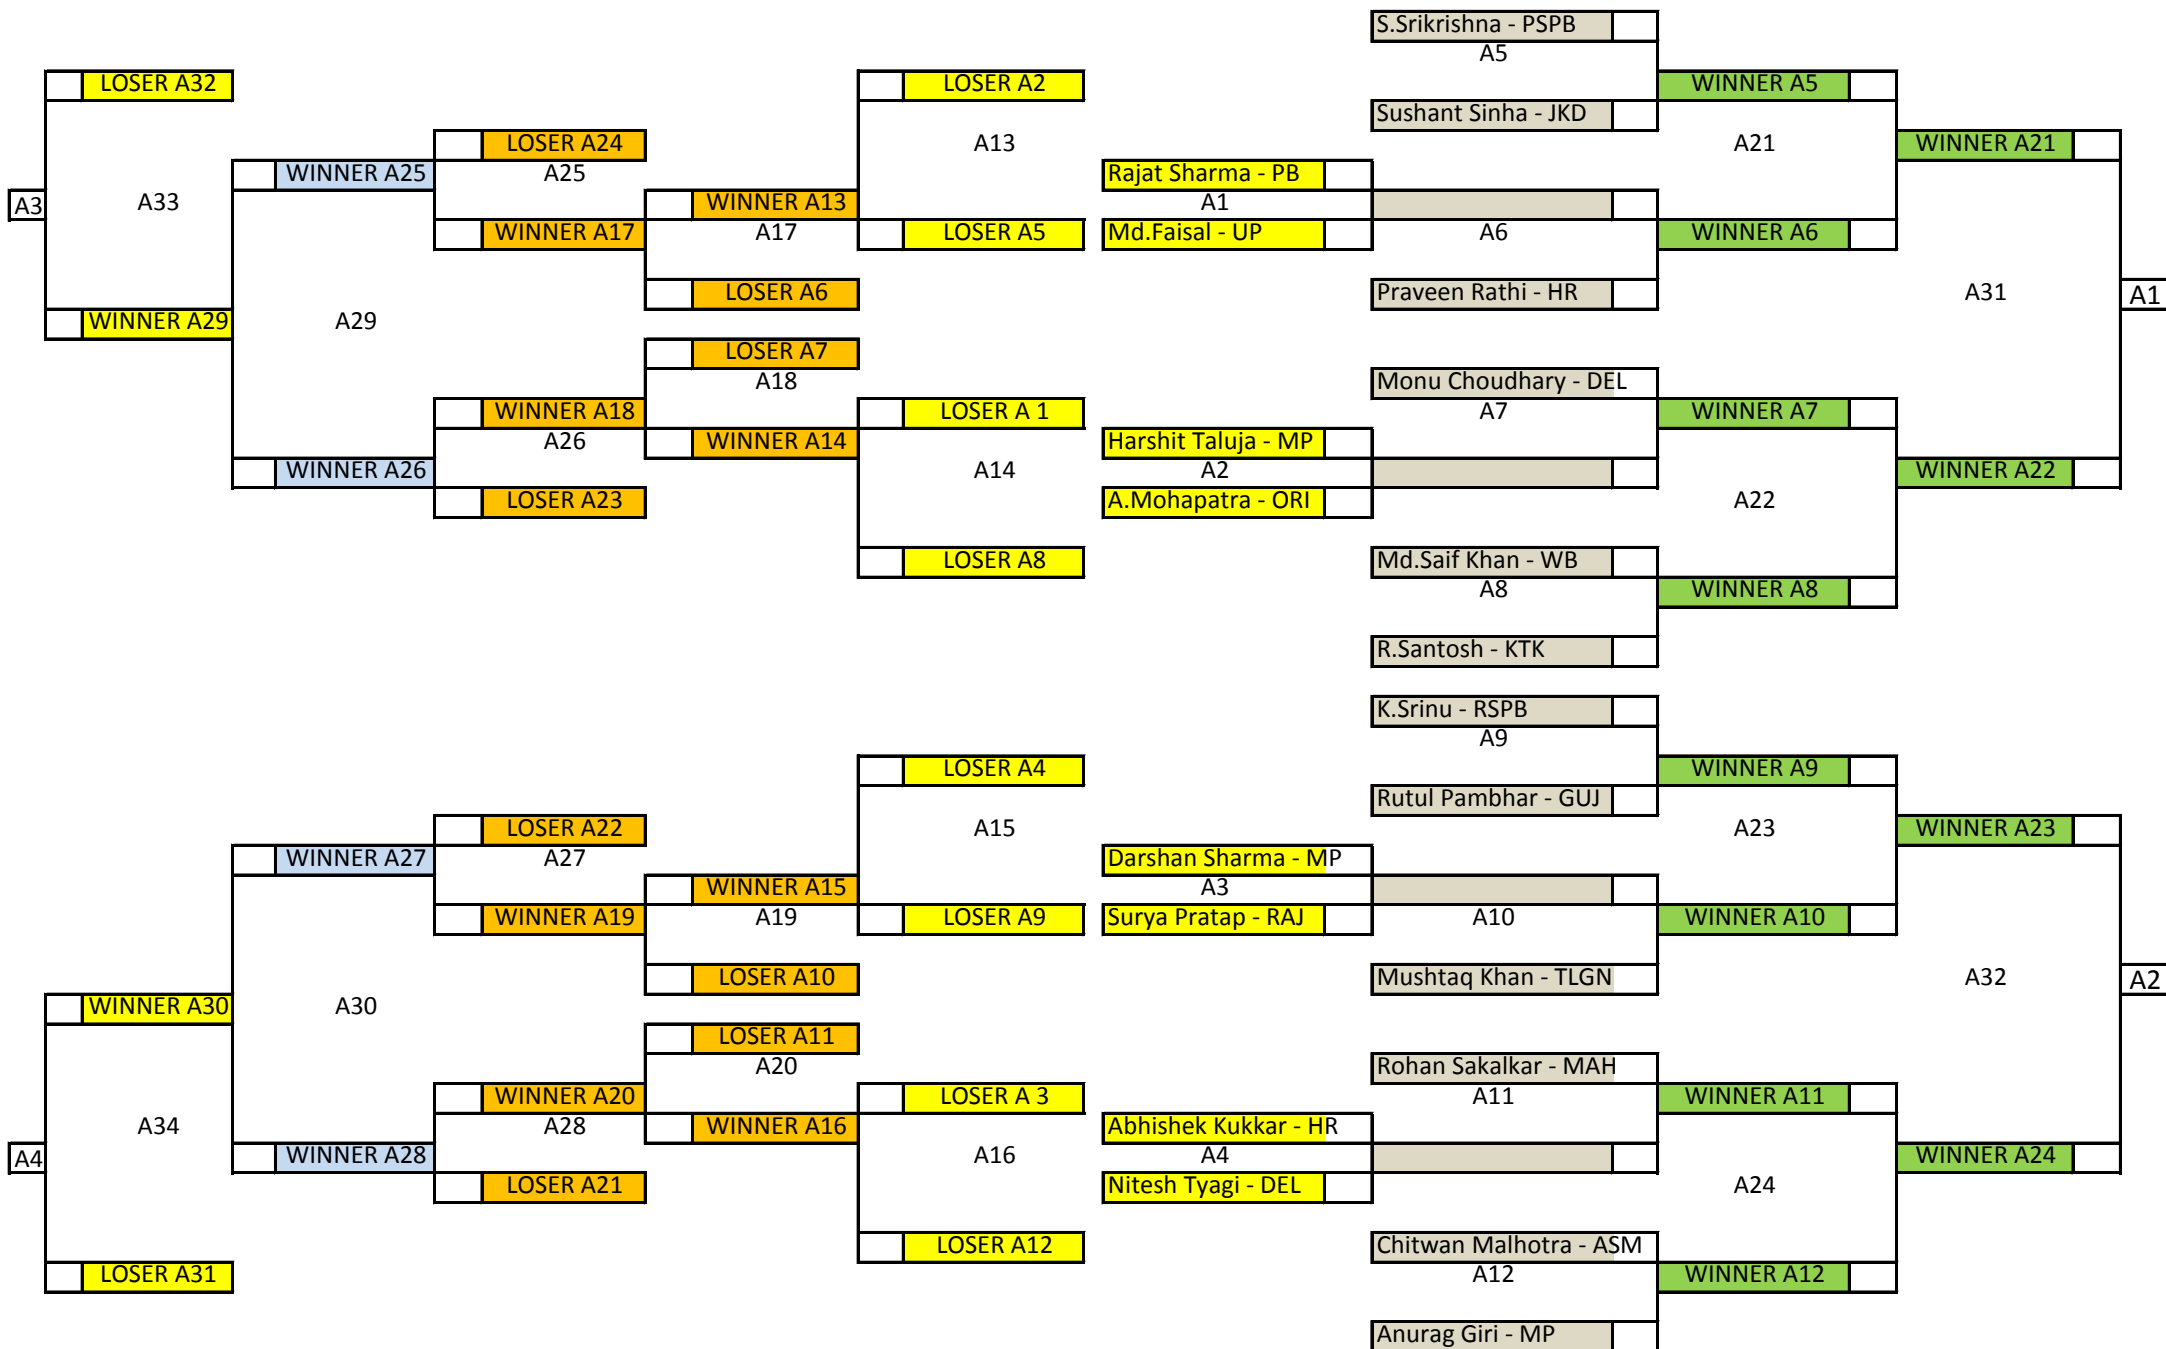 S.Srikrishna - PSPB
A5
LOSER A32
LOSER A2
WINNER A5
Sushant Sinha - JKD
LOSER A24
A13
A21
WINNER A21
WINNER A25
A25
Rajat Sharma - PB
A3
A33
WINNER A13
A1
WINNER A17
A17
LOSER A5
Md.Faisal - UP
A6
WINNER A6
LOSER A6
Praveen Rathi - HR
A31
A1
WINNER A29
A29
LOSER A7
A18
Monu Choudhary - DEL
WINNER A18
LOSER A 1
A7
WINNER A7
A26
WINNER A14
Harshit Taluja - MP
WINNER A26
A14
A2
WINNER A22
LOSER A23
A.Mohapatra - ORI
A22
LOSER A8
Md.Saif Khan - WB
A8
WINNER A8
R.Santosh - KTK
K.Srinu - RSPB
A9
LOSER A4
WINNER A9
Rutul Pambhar - GUJ
LOSER A22
A15
A23
WINNER A23
WINNER A27
A27
Darshan Sharma - MP
WINNER A15
A3
WINNER A19
A19
LOSER A9
Surya Pratap - RAJ
A10
WINNER A10
LOSER A10
Mushtaq Khan - TLGN
A32
A2
WINNER A30
A30
LOSER A11
A20
Rohan Sakalkar - MAH
WINNER A20
LOSER A 3
A11
WINNER A11
A34
A28
WINNER A16
Abhishek Kukkar - HR
A4
WINNER A28
A16
A4
WINNER A24
LOSER A21
Nitesh Tyagi - DEL
A24
LOSER A12
Chitwan Malhotra - ASM
LOSER A31
A12
WINNER A12
Anurag Giri - MP